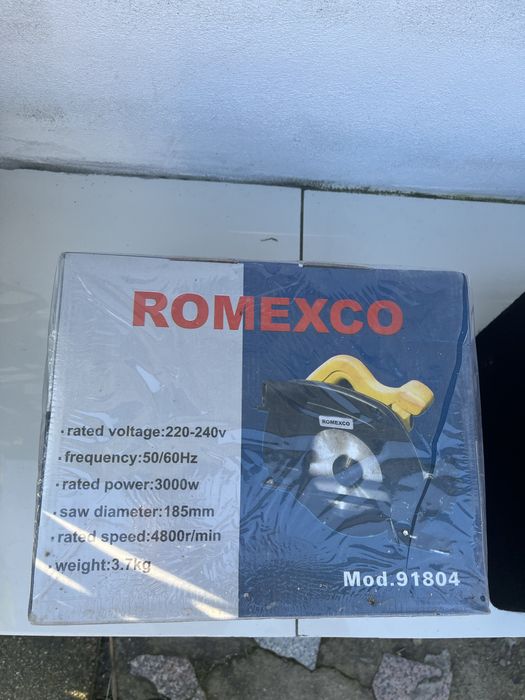 ROMEXCO
· rated voltage:220-240v
· frequency:50/60Hz
· rated power:3000w
· saw diameter:185mm
· rated speed:4800r/min
· weight:3.7kg
ROMEXCO
Mod.91804